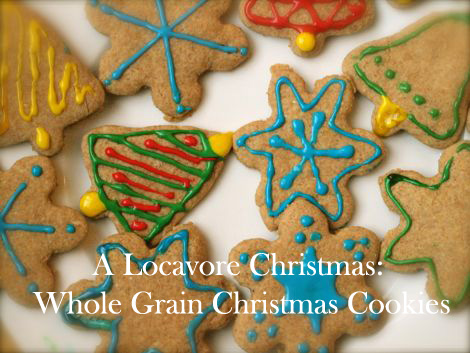 A Locavore Christmas:
Whole Grain Christmas Cookies